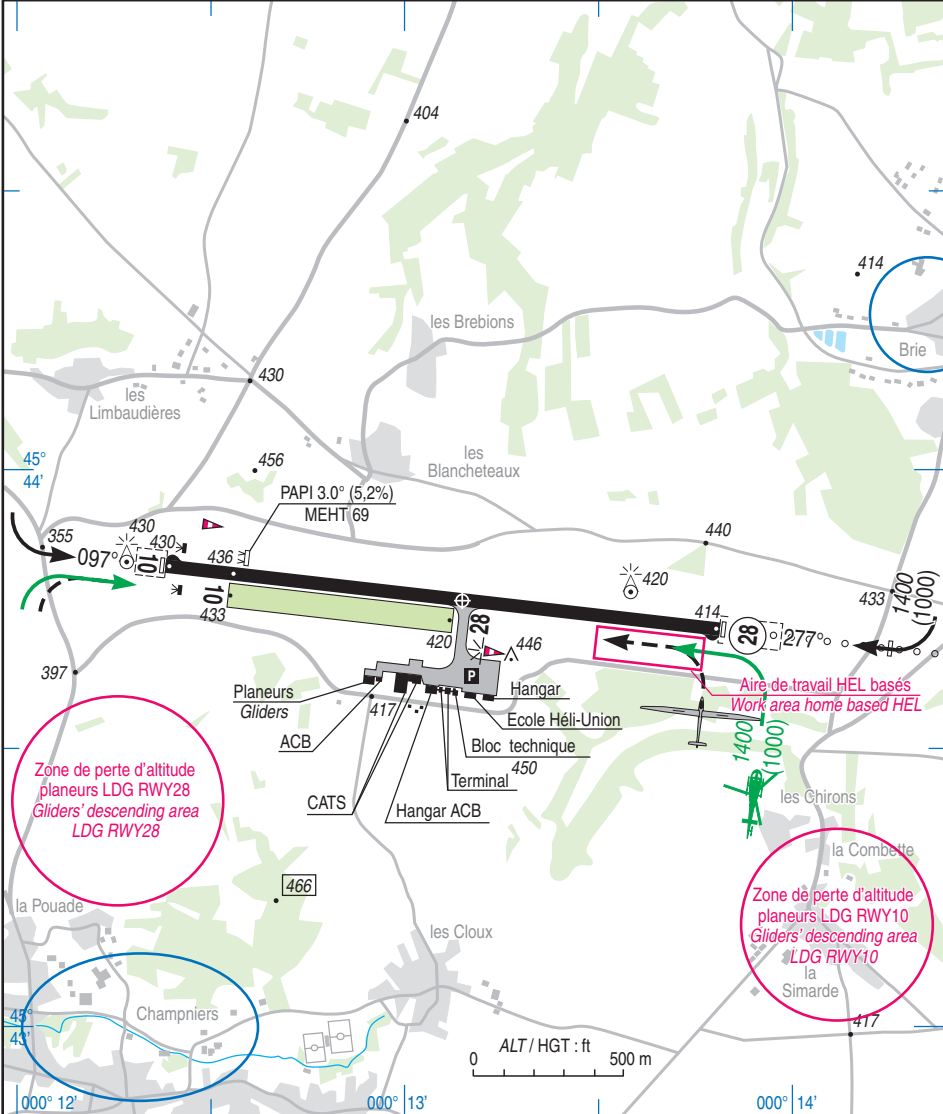 404
414
les Brebions
Brie
430
les
Limbaudières
456
les
Blancheteaux
45°
44'
PAPI 3.0° (5,2%)
MEHT 69
355
430
430
097°
10
436
440
420
433
1400
(1000)
10
433
420
28
446
414
28
277°
P
397
Planeurs
Gliders
417
ACB
CATS
Hangar ACB
Terminal
450
Bloc technique
Ecole Héli-Union
Hangar
Aire de travail HEL basés
Work area home based HEL
1400
(1000)
Zone de perte d'altitude
planeurs LDG RWY28
Gliders' descending area
LDG RWY28
les Chirons
la Combette
466
Zone de perte d'altitude
planeurs LDG RWY10
Gliders' descending area
LDG RWY10
la Pouade
les Cloux
la
Simarde
Champniers
45°
43'
417
ALT / HGT : ft
0
500 m
000° 12'
000° 13'
000° 14'